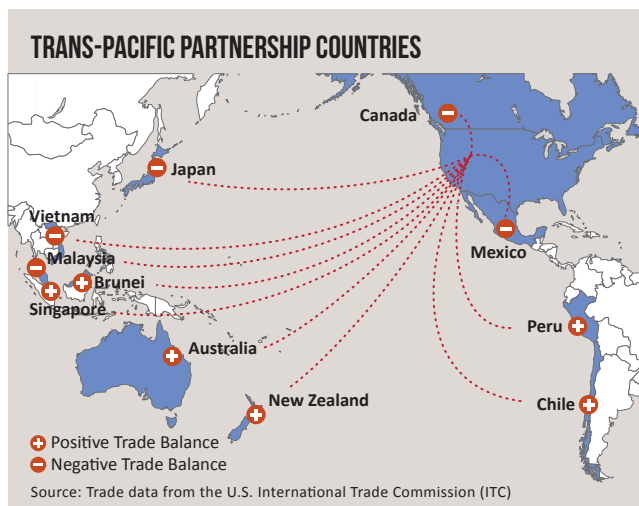 TRANS-PACIFIC PARTNERSHIP COUNTRIES
Canada
Japan
Vietnam
Mexico
Malaysia
Brunei
Singapore
Peru
Australia
New Zealand
Chile
Positive Trade Balance
Negative Trade Balance
Source: Trade data from the U.S. International Trade Commission (ITC)